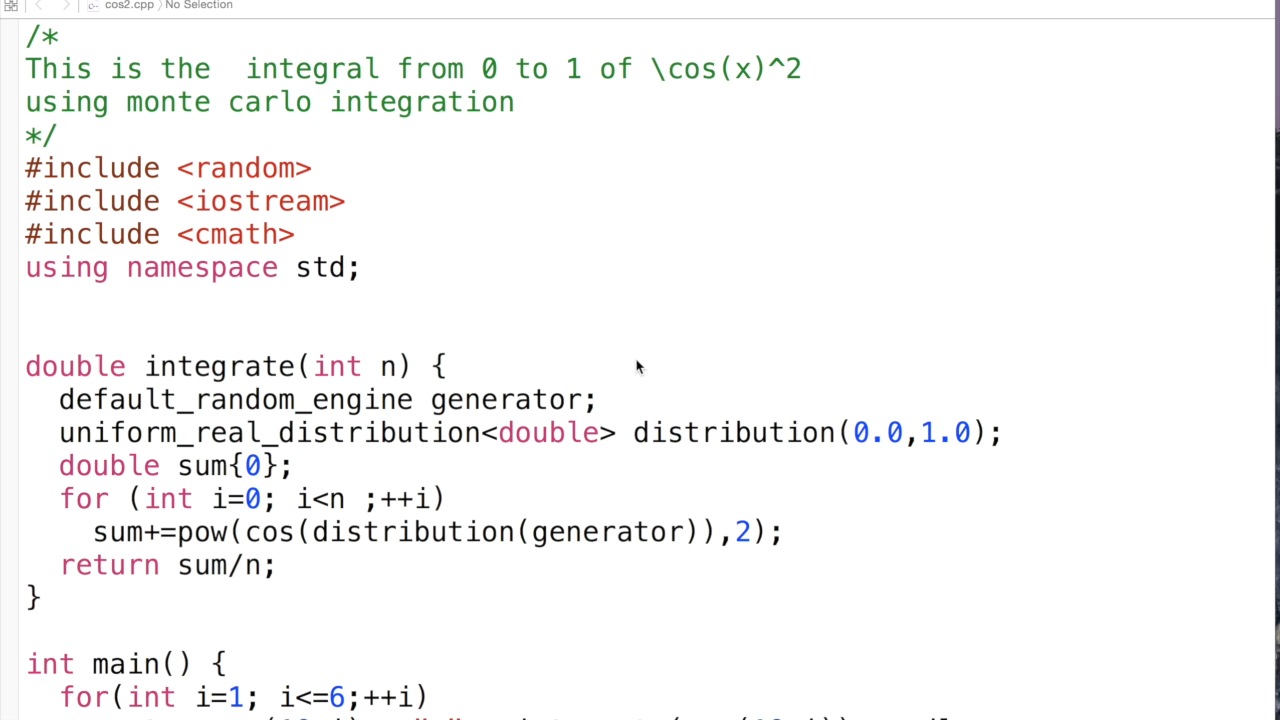 cos2.cpp 〉No Selection
/*
This is the  integral from 0 to 1 of \cos(x)^2
using monte carlo integration
*/
#include <random>
#include <iostream>
#include <cmath>
using namespace std;
double integrate(int n) {
  default_random_engine generator;
  uniform_real_distribution<double> distribution(0.0,1.0);
  double sum{0};
  for (int i=0; i<n ;++i)
    sum+=pow(cos(distribution(generator)),2);
  return sum/n;
}
int main() {
  for(int i=1; i<=6;++i)